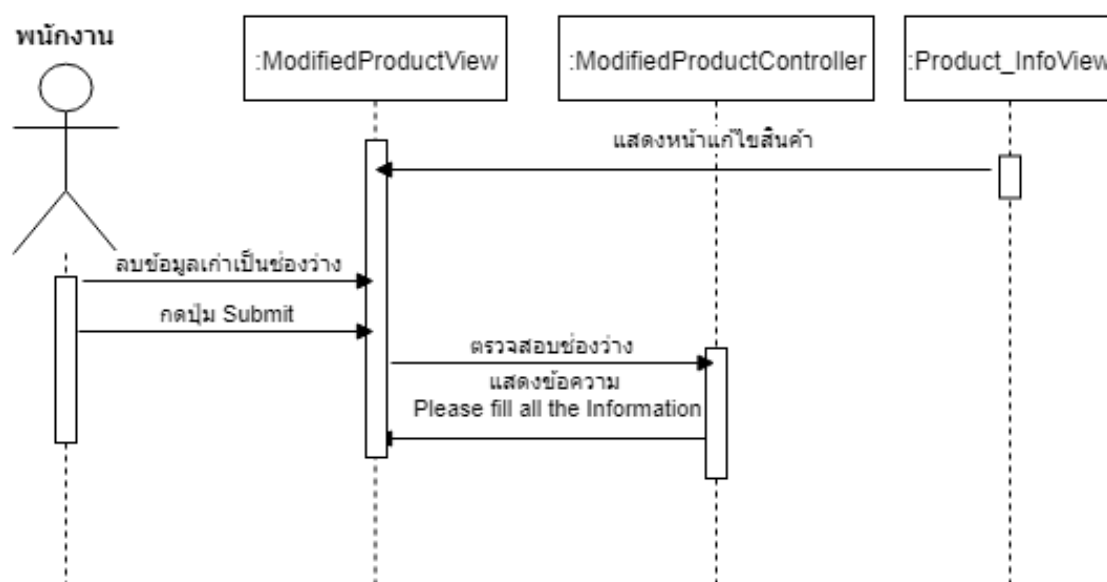 พนักงาน
:ModifiedProductView
:ModifiedProductController
:Product_InfoView
แสดงหน้าแก้ไขสินค้า
ลบข้อมูลเก่าเป็นช่องว่าง
กดปุ่ม Submit
ตรวจสอบช่องว่าง
แสดงข้อความ
Please fill all the Information